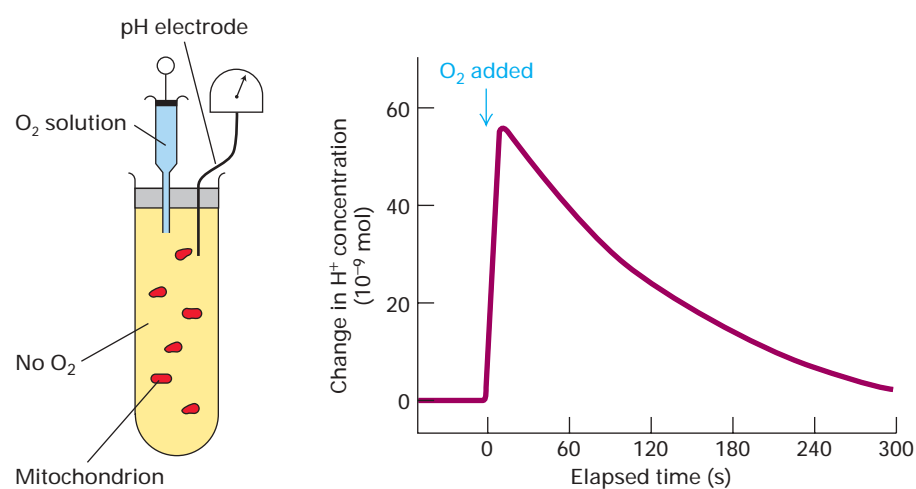 pH electrode
O₂ solution
No O₂
Mitochondrion
O₂ added
Change in H⁺ concentration
(10⁻⁹ mol)
60
40
20
0
0 60 120 180 240 300
Elapsed time (s)